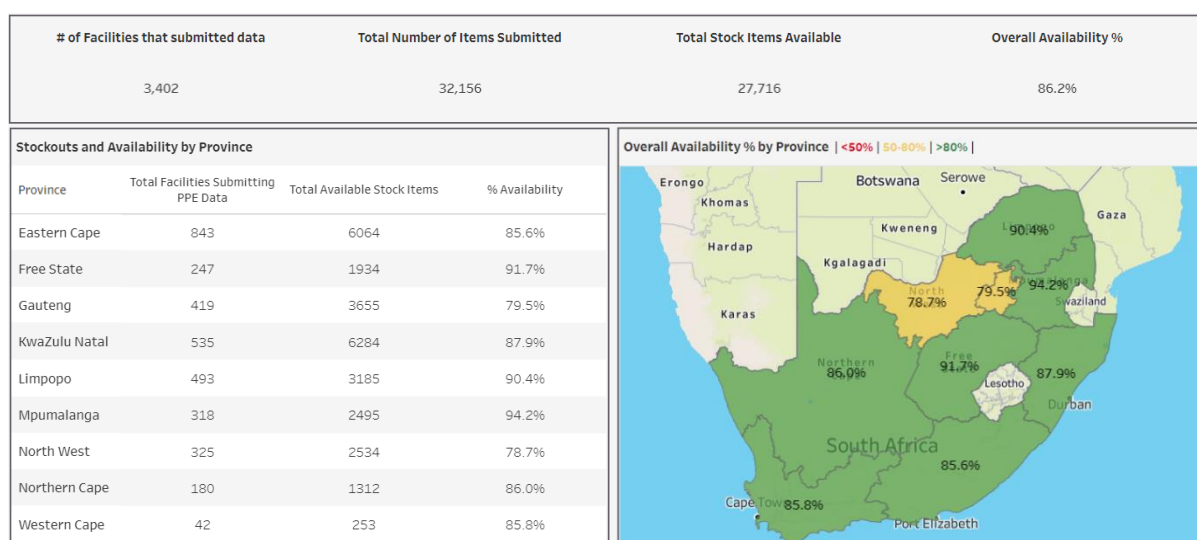 # of Facilities that submitted data Total Number of Items Submitted Total Stock Items Available Overall Availability %
3,402 32,156 27,716 86.2%
Stockouts and Availability by Province
Province Total Facilities Submitting PPE Data Total Available Stock Items % Availability
Eastern Cape 843 6064 85.6%
Free State 247 1934 91.7%
Gauteng 419 3655 79.5%
KwaZulu Natal 535 6284 87.9%
Limpopo 493 3185 90.4%
Mpumalanga 318 2495 94.2%
North West 325 2534 78.7%
Northern Cape 180 1312 86.0%
Western Cape 42 253 85.8%
Overall Availability % by Province | <50% | 50-80% | >80% |
Erongo
Botswana
Serowe
Khomas
Gaza
Kweneng
90.4%
Hardap
Kgalagadi
94.2%
North
79.5%
78.7%
Swaziland
Karas
Free
Northern
91.7%
86.0%
87.9%
Lesotho
Durban
South Africa
85.6%
Cape Town
85.8%
Port Elizabeth